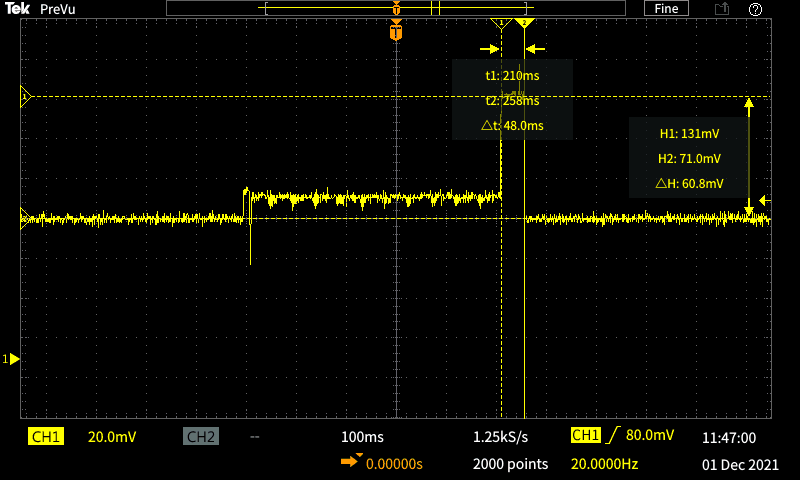 Tek PreVu Fine ?
T
T
1 2
1
t1: 210ms
t2: 258ms
△t: 48.0ms
H1: 131mV
H2: 71.0mV
△H: 60.8mV
1
CH1 20.0mV CH2 -- 100ms 1.25kS/s CH1 80.0mV 11:47:00
0.00000s 2000 points 20.0000Hz 01 Dec 2021